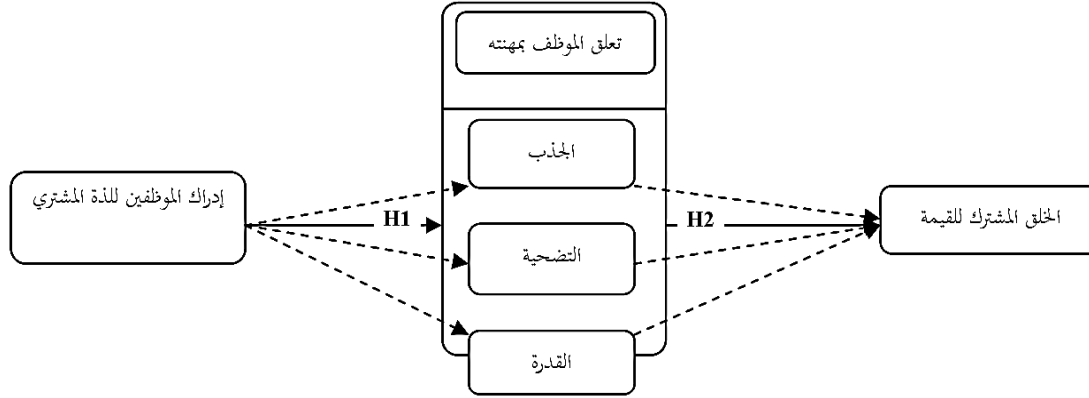 تعلق الموظف بمهنته
الجذب
إدراك الموظفين للذة المشتري
H1
H2
الخلق المشترك للقيمة
التضحية
القدرة